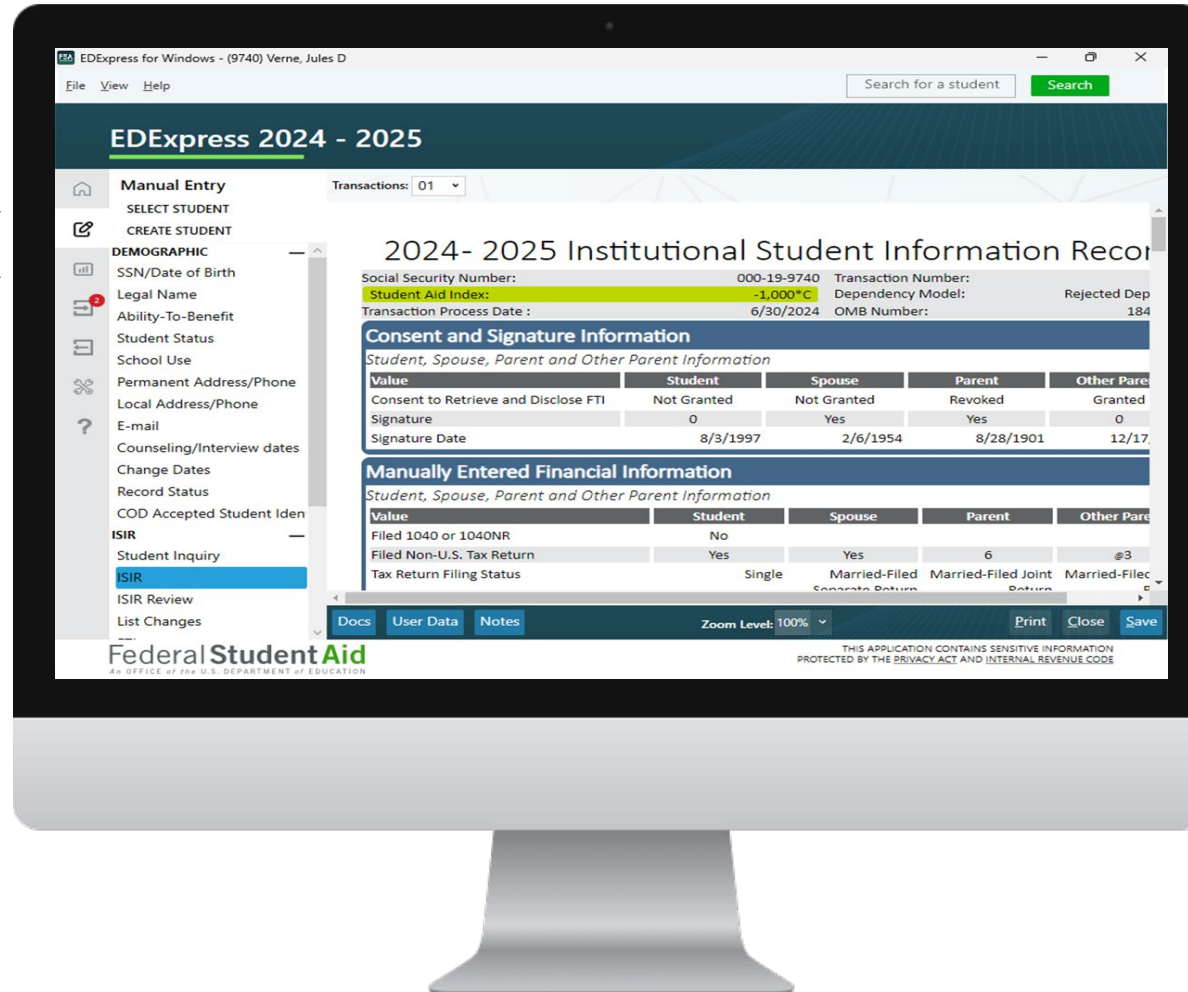 FSA EDExpress for Windows - (9740) Verne, Jules D
File View Help Search for a student Search
EDExpress 2024 - 2025
Manual Entry
SELECT STUDENT
CREATE STUDENT
DEMOGRAPHIC
SSN/Date of Birth
Legal Name
Ability-To-Benefit
Student Status
School Use
Permanent Address/Phone
Local Address/Phone
E-mail
Counseling/Interview dates
Change Dates
Record Status
COD Accepted Student Iden
ISIR
Student Inquiry
ISIR
ISIR Review
List Changes
2
?
Transactions: 01
2024- 2025 Institutional Student Information Recor
Social Security Number: 000-19-9740 Transaction Number:
Student Aid Index: -1,000*C Dependency Model: Rejected Dep
Transaction Process Date : 6/30/2024 OMB Number: 184
Consent and Signature Information
Student, Spouse, Parent and Other Parent Information
Value Student Spouse Parent Other Pare
Consent to Retrieve and Disclose FTI Not Granted Not Granted Revoked Granted
Signature 0 Yes Yes 0
Signature Date 8/3/1997 2/6/1954 8/28/1901 12/17
Manually Entered Financial Information
Student, Spouse, Parent and Other Parent Information
Value Student Spouse Parent Other Pare
Filed 1040 or 1040NR No
Filed Non-U.S. Tax Return Yes Yes 6 @3
Tax Return Filing Status Single Married-Filed Married-Filed Joint Married-Filed
Separate Return Return
Docs User Data Notes Zoom Level: 100% Print Close Save
Federal Student Aid
An OFFICE of the U.S. DEPARTMENT of EDUCATION
THIS APPLICATION CONTAINS SENSITIVE INFORMATION
PROTECTED BY THE PRIVACY ACT AND INTERNAL REVENUE CODE